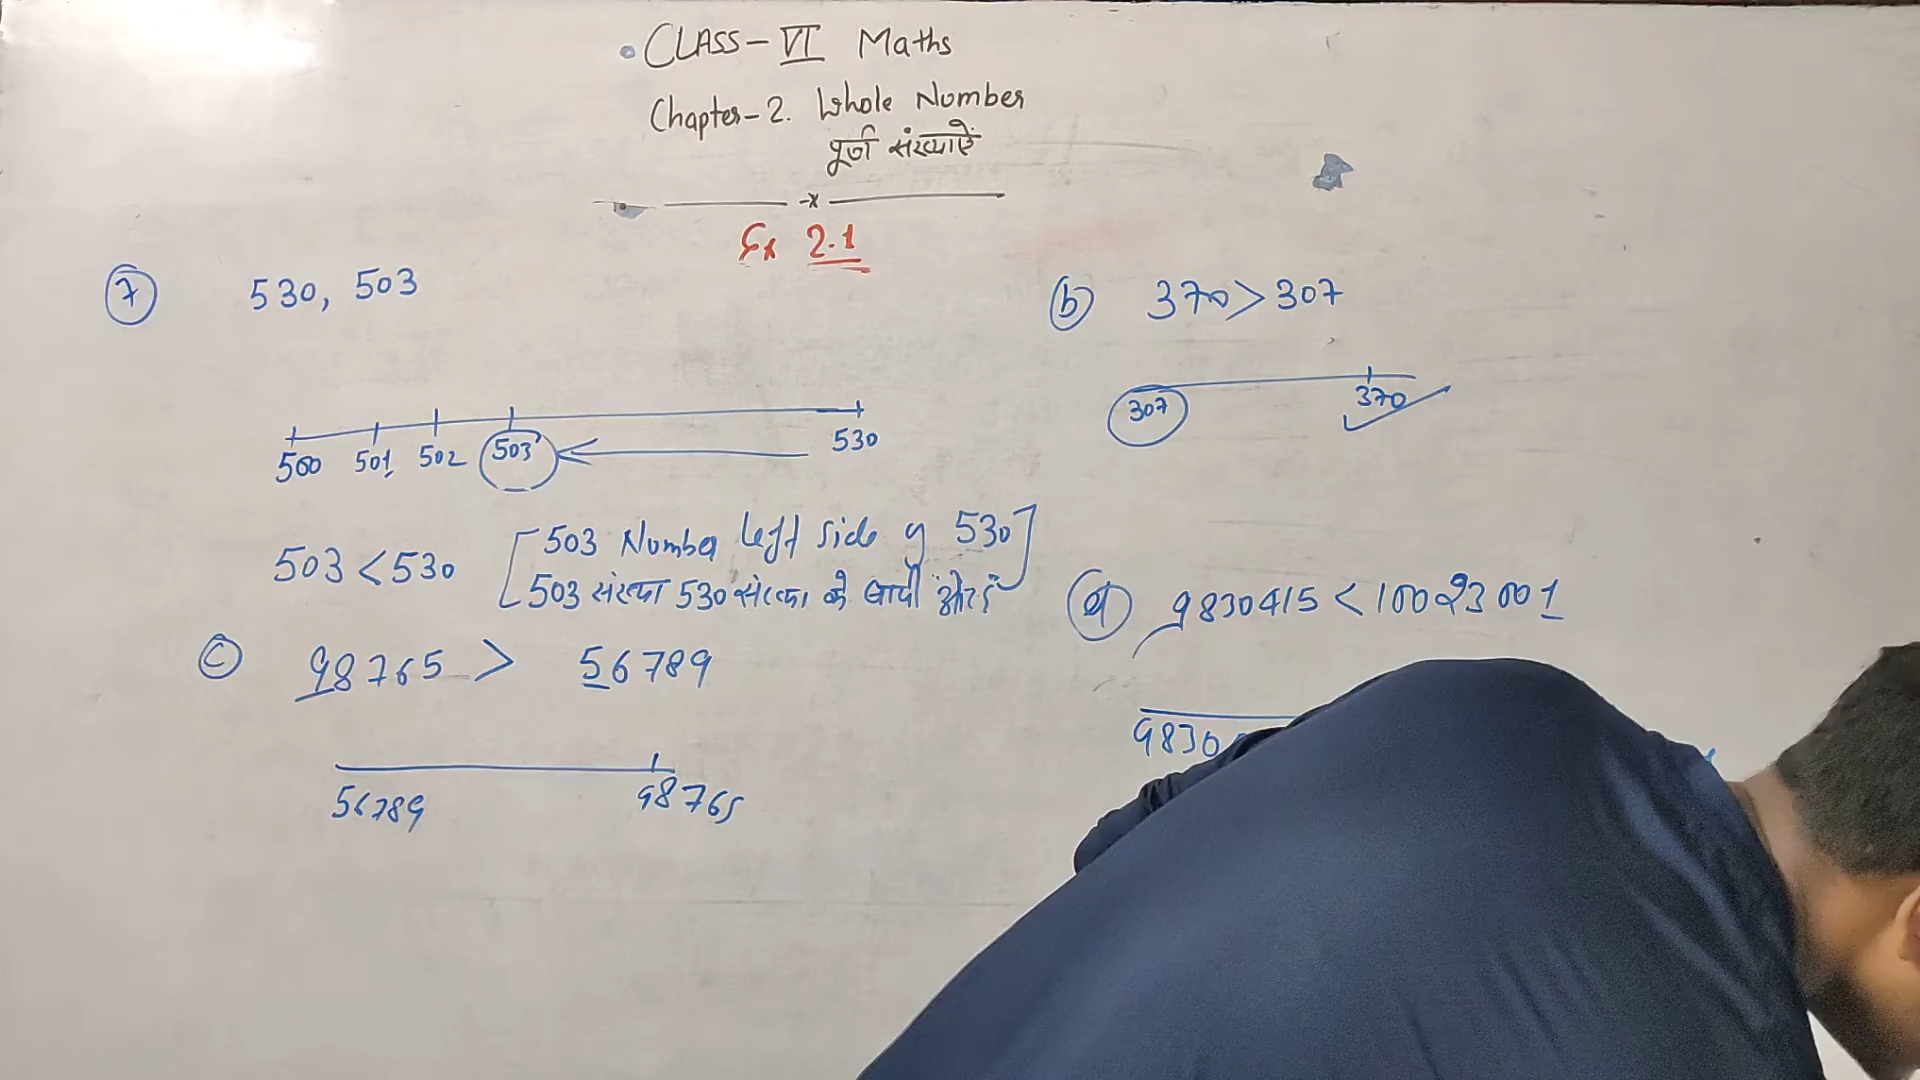 CLASS-VI Maths
Chapter-2. Whole Number
पूर्ण संख्याऐं
-x
Ex 2.1
7 530, 503
500 501 502 503 530
503 < 530
[503 Number left side of 530]
503 संख्या 530 संख्या के बायी ओर है
b 370 > 307
307 370
c 98765 > 56789
56789 98765
d 9830415 < 10023001
9830